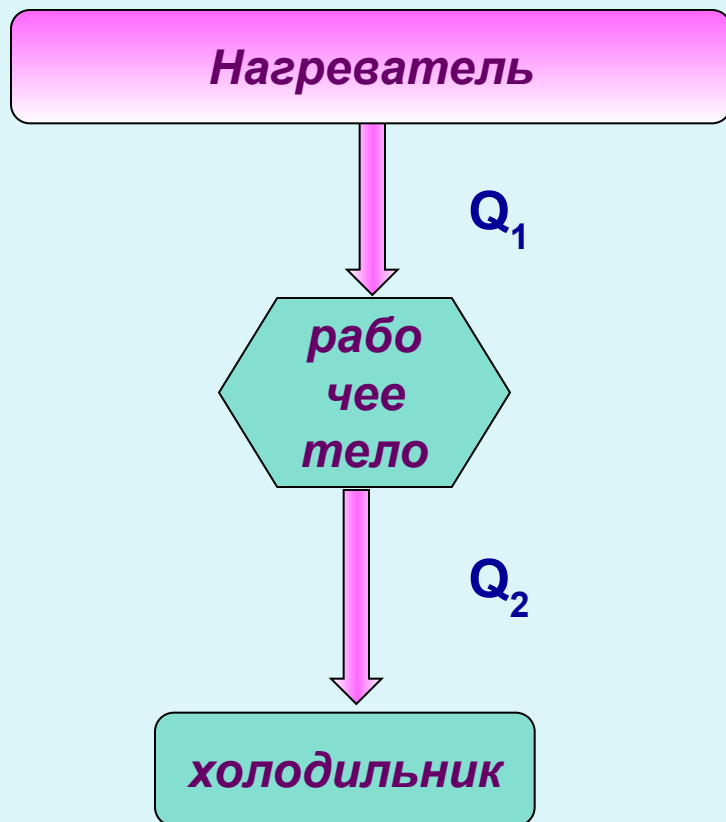 Нагреватель
Q₁
рабо
чее
тело
Q₂
холодильник